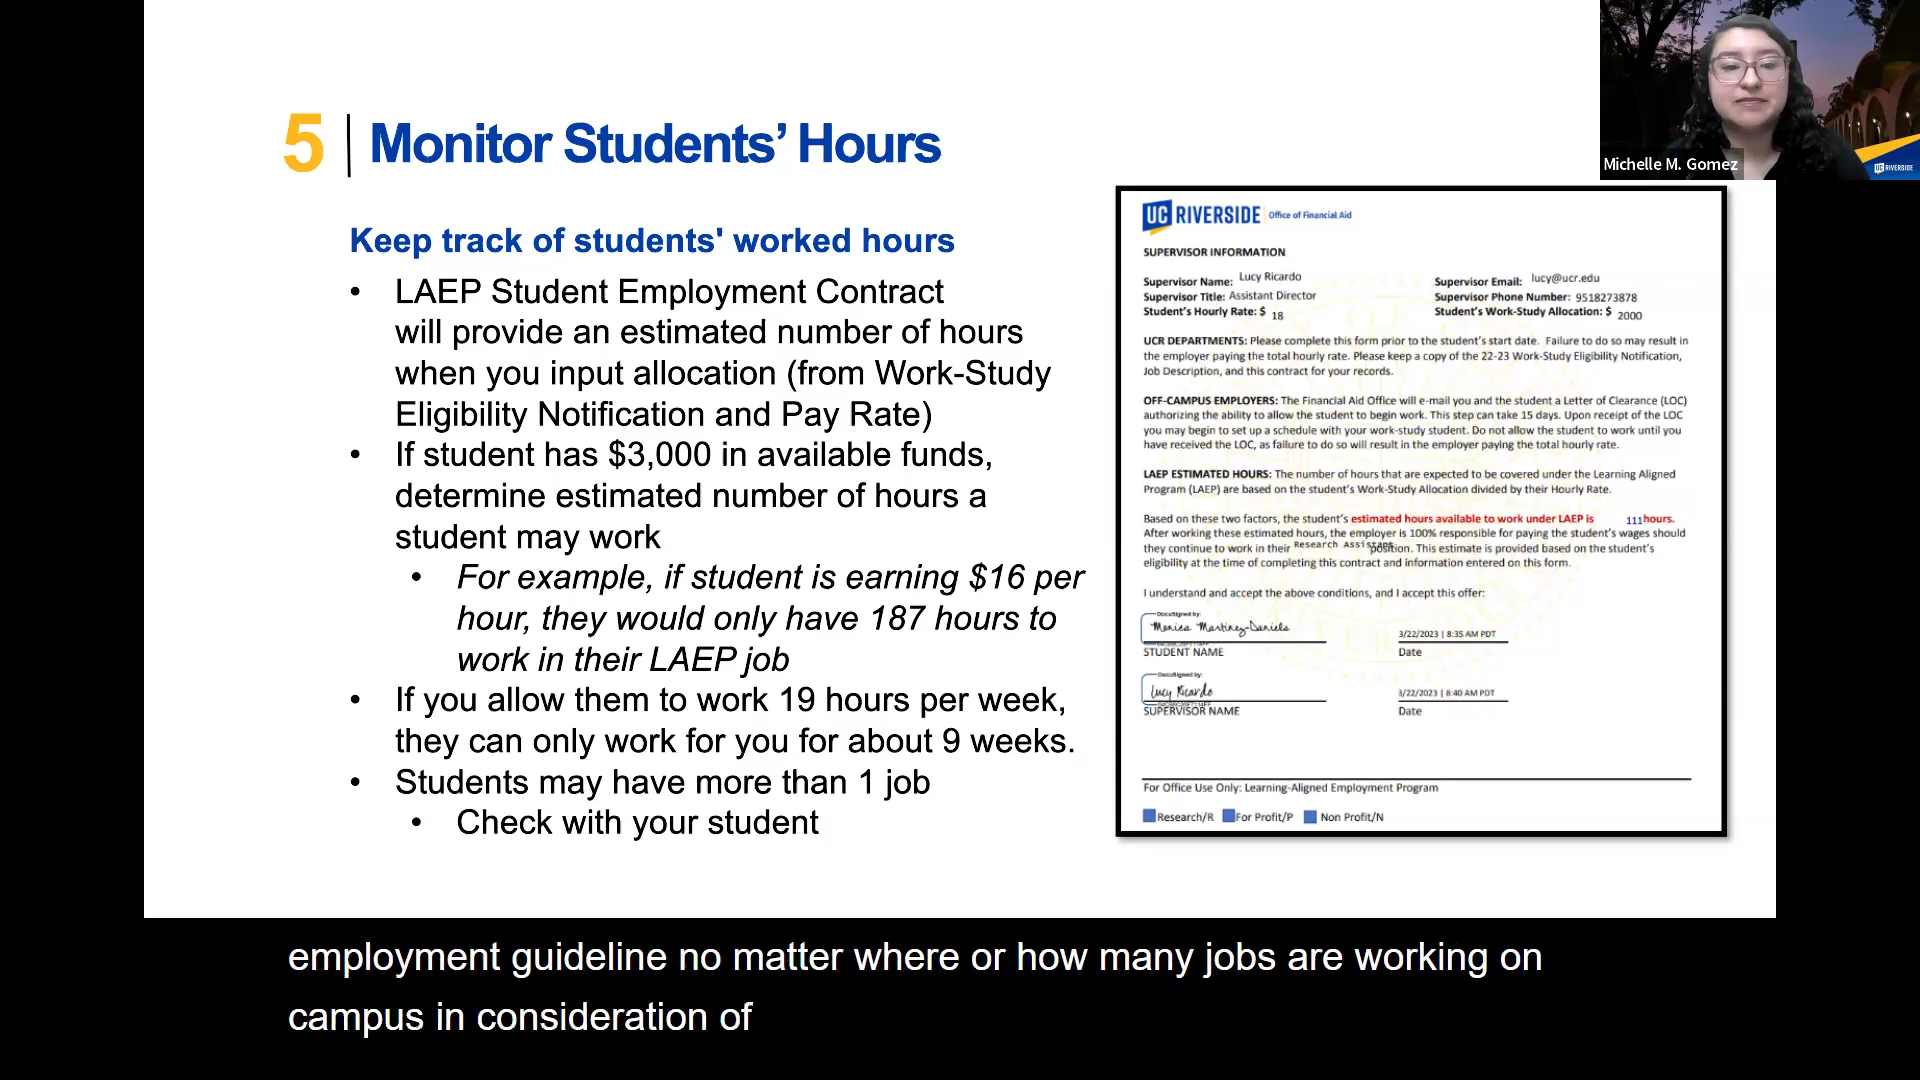 5 | Monitor Students’ Hours
Keep track of students' worked hours
• LAEP Student Employment Contract
will provide an estimated number of hours
when you input allocation (from Work-Study
Eligibility Notification and Pay Rate)
• If student has $3,000 in available funds,
determine estimated number of hours a
student may work
• For example, if student is earning $16 per
hour, they would only have 187 hours to
work in their LAEP job
• If you allow them to work 19 hours per week,
they can only work for you for about 9 weeks.
• Students may have more than 1 job
• Check with your student
Michelle M. Gomez
UC RIVERSIDE
UC RIVERSIDE | Office of Financial Aid
SUPERVISOR INFORMATION
Supervisor Name: Lucy Ricardo
Supervisor Email: lucy@ucr.edu
Supervisor Title: Assistant Director
Supervisor Phone Number: 9518273878
Student's Hourly Rate: $ 18
Student's Work-Study Allocation: $ 2000
UCR DEPARTMENTS: Please complete this form prior to the student's start date. Failure to do so may result in
the employer paying the total hourly rate. Please keep a copy of the 22-23 Work-Study Eligibility Notification,
Job Description, and this contract for your records.
OFF-CAMPUS EMPLOYERS: The Financial Aid Office will e-mail you and the student a Letter of Clearance (LOC)
authorizing the ability to allow the student to begin work. This step can take 15 days. Upon receipt of the LOC
you may begin to set up a schedule with your work-study student. Do not allow the student to work until you
have received the LOC, as failure to do so will result in the employer paying the total hourly rate.
LAEP ESTIMATED HOURS: The number of hours that are expected to be covered under the Learning Aligned
Program (LAEP) are based on the student's Work-Study Allocation divided by their Hourly Rate.
Based on these two factors, the student's estimated hours available to work under LAEP is 111 hours.
After working these estimated hours, the employer is 100% responsible for paying the student's wages should
they continue to work in their Research Assistant position. This estimate is provided based on the student's
eligibility at the time of completing this contract and information entered on this form.
I understand and accept the above conditions, and I accept this offer:
DocuSigned by:
Monica Martinez-Daniels
3/22/2023 | 8:35 AM PDT
STUDENT NAME
Date
DocuSigned by:
Lucy Ricardo
3/22/2023 | 8:40 AM PDT
SUPERVISOR NAME
Date
For Office Use Only: Learning-Aligned Employment Program
Research/R For Profit/P Non Profit/N
employment guideline no matter where or how many jobs are working on
campus in consideration of